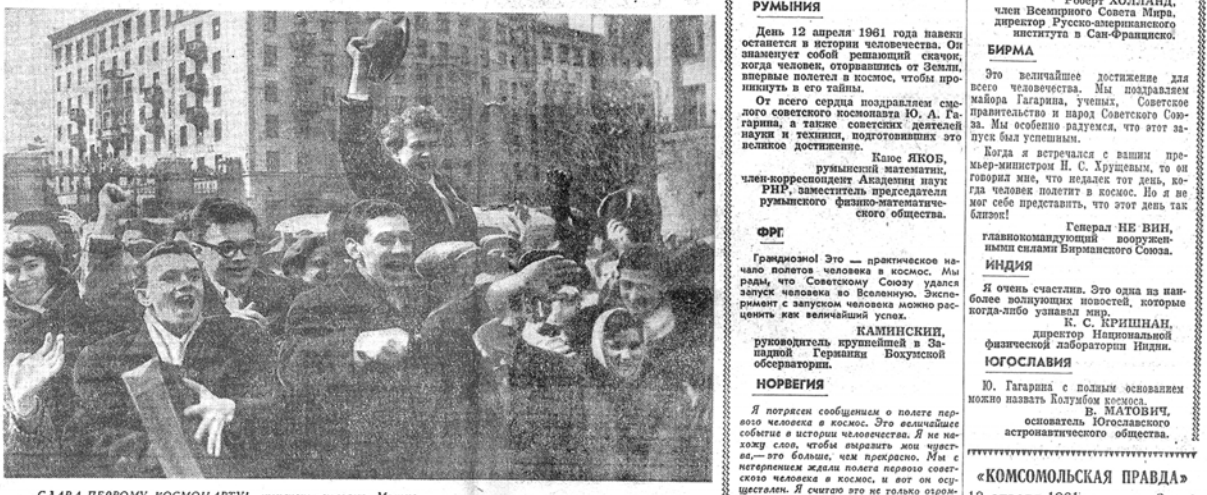 СЛАВА ПЕРВОМУ КОСМОНАВТУ!
РУМЫНИЯ
День 12 апреля 1961 года навеки
останется в истории человечества. Он
знаменует собой решающий скачок,
когда человек, оторвавшись от Земли,
впервые полетел в космос, чтобы про-
никнуть в его тайны.
От всего сердца поздравляем сме-
лого советского космонавта Ю. А. Га-
гарина, а также советских деятелей
науки и техники, подготовивших это
великое достижение.
Каюс ЯКОБ,
румынский математик,
член-корреспондент Академии наук
РНР, заместитель председателя
румынского физико-математиче-
ского общества.
ФРГ
Грандиозно! Это — практическое на-
чало полетов человека в космос. Мы
рады, что Советскому Союзу удался
запуск человека во Вселенную. Экспе-
римент с запуском человека можно рас-
ценить как величайший успех.
КАМИНСКИЙ,
руководитель крупнейшей в За-
падной Германии Бохумской
обсерватории.
НОРВЕГИЯ
Я потрясен сообщением о полете пер-
вого человека в космос. Это величайшее
событие в истории человечества. Я не на-
хожу слов, чтобы выразить мои чувст-
ва,— это больше, чем прекрасно. Мы с
нетерпением ждали полета первого совет-
ского человека в космос, и вот он осу-
ществлен. Я считаю это не только огром-
Роберт ХОЛЛАНД,
член Всемирного Совета Мира,
директор Русско-американского
института в Сан-Франциско.
БИРМА
Это величайшее достижение для
всего человечества. Мы поздравляем
майора Гагарина, ученых, Советское
правительство и народ Советского Сою-
за. Мы особенно радуемся, что этот за-
пуск был успешным.
Когда я встречался с вашим пре-
мьер-министром Н. С. Хрущевым, то он
говорил мне, что недалек тот день, ко-
гда человек полетит в космос. Но я не
мог себе представить, что этот день так
близок!
Генерал НЕ ВИН,
главнокомандующий вооружен-
ными силами Бирманского Союза.
ИНДИЯ
Я очень счастлив. Это одна из наи-
более волнующих новостей, которые
когда-либо узнавал мир.
К. С. КРИШНАН,
директор Национальной
физической лаборатории Индии.
ЮГОСЛАВИЯ
Ю. Гагарина с полным основанием
можно назвать Колумбом космоса.
В. МАТОВИЧ,
основатель Югославского
астронавтического общества.
«КОМСОМОЛЬСКАЯ ПРАВДА»